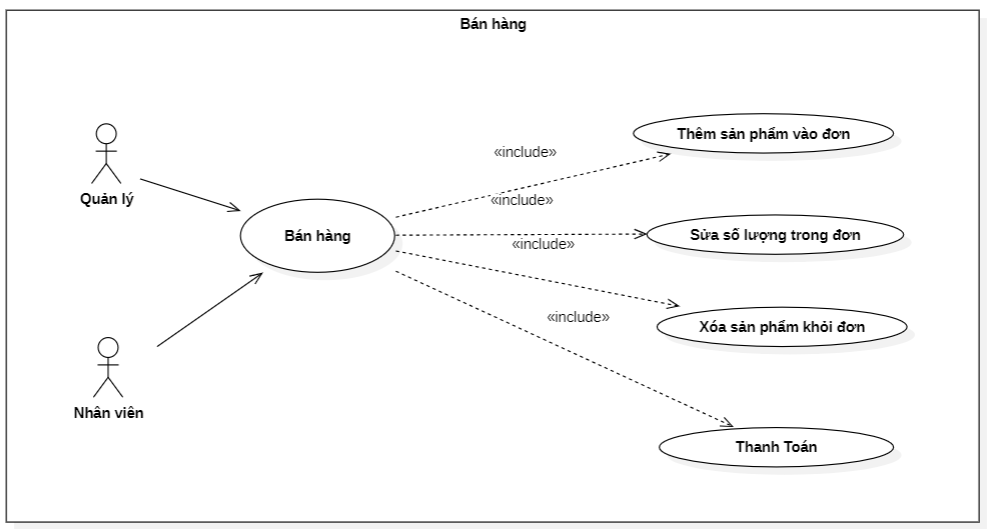 Bán hàng
Thêm sản phẩm vào đơn
«include»
Quản lý
«include»
Bán hàng
Sửa số lượng trong đơn
«include»
«include»
Xóa sản phẩm khỏi đơn
Nhân viên
Thanh Toán